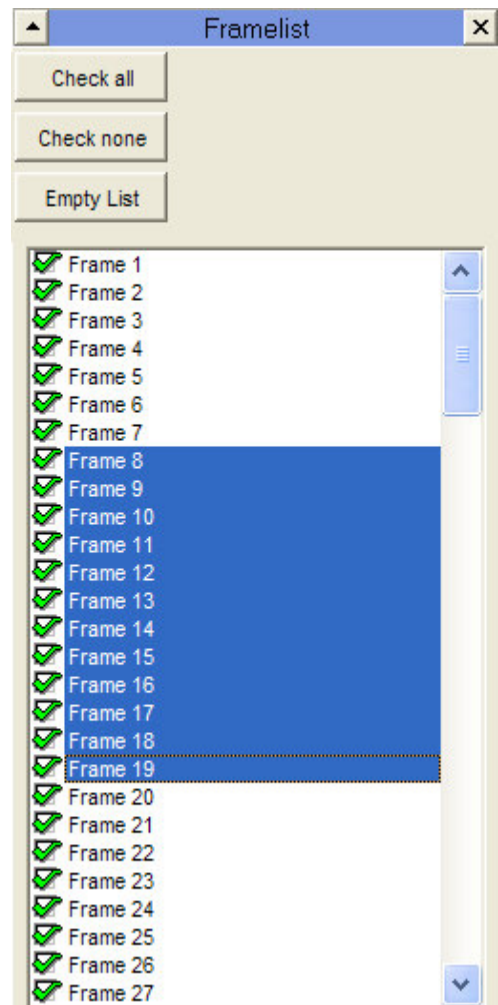 Framelist
Check all
Check none
Empty List
Frame 1
Frame 2
Frame 3
Frame 4
Frame 5
Frame 6
Frame 7
Frame 8
Frame 9
Frame 10
Frame 11
Frame 12
Frame 13
Frame 14
Frame 15
Frame 16
Frame 17
Frame 18
Frame 19
Frame 20
Frame 21
Frame 22
Frame 23
Frame 24
Frame 25
Frame 26
Frame 27